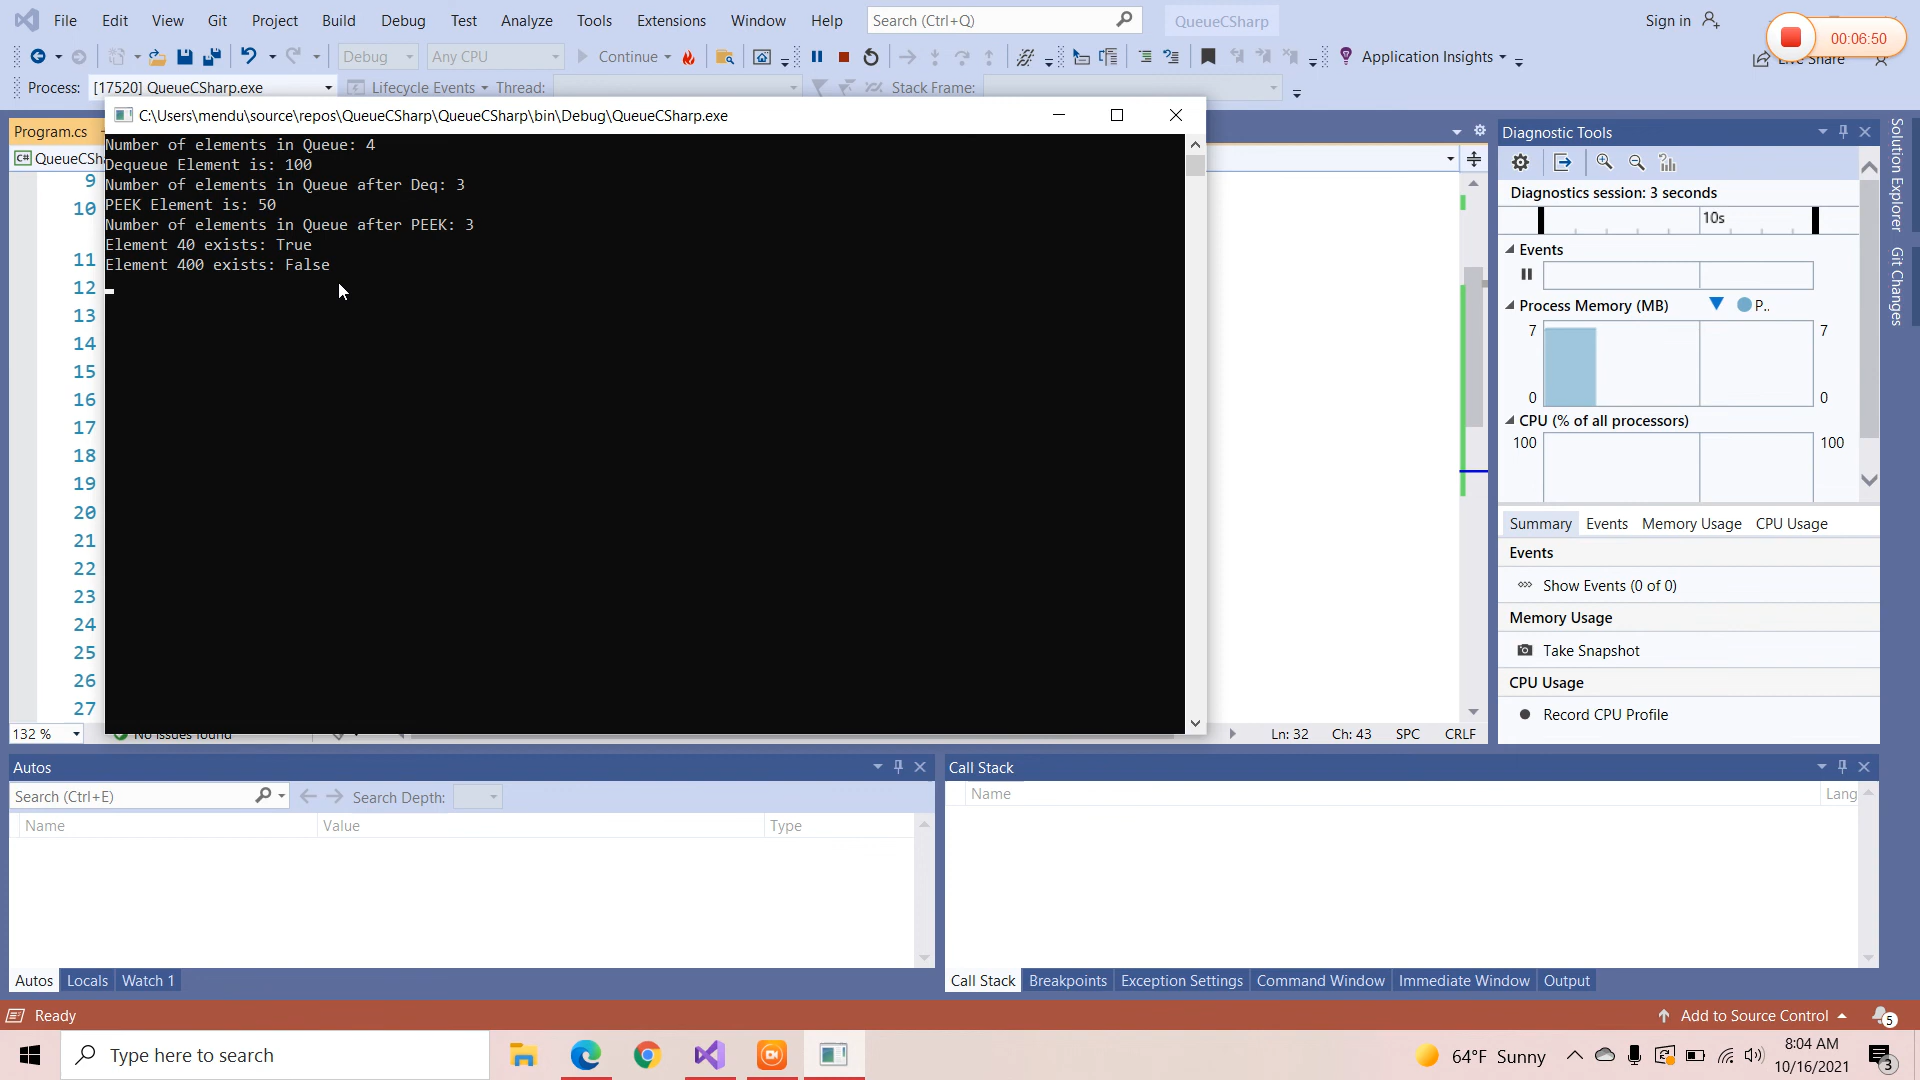 File Edit View Git Project Build Debug Test Analyze Tools Extensions Window Help Search (Ctrl+Q) QueueCSharp Sign in
Debug Any CPU Continue Application Insights Live Share
00:06:50
Process: [17520] QueueCSharp.exe Lifecycle Events Thread: Stack Frame:
C:\Users\mendu\source\repos\QueueCSharp\QueueCSharp\bin\Debug\QueueCSharp.exe
Program.cs
C# QueueCSh
Number of elements in Queue: 4
Dequeue Element is: 100
Number of elements in Queue after Deq: 3
PEEK Element is: 50
Number of elements in Queue after PEEK: 3
Element 40 exists: True
Element 400 exists: False
9
10
11
12
13
14
15
16
17
18
19
20
21
22
23
24
25
26
27
132 % No issues found Ln: 32 Ch: 43 SPC CRLF
Diagnostic Tools
Diagnostics session: 3 seconds
10s
Events
Process Memory (MB) P..
7 7
0 0
CPU (% of all processors)
100 100
Summary Events Memory Usage CPU Usage
Events
Show Events (0 of 0)
Memory Usage
Take Snapshot
CPU Usage
Record CPU Profile
Solution Explorer
Git Changes
Autos
Search (Ctrl+E) Search Depth:
Name Value Type
Autos Locals Watch 1
Call Stack
Name Lang
Call Stack Breakpoints Exception Settings Command Window Immediate Window Output
Ready Add to Source Control 5
Type here to search 64°F Sunny 8:04 AM
10/16/2021 3